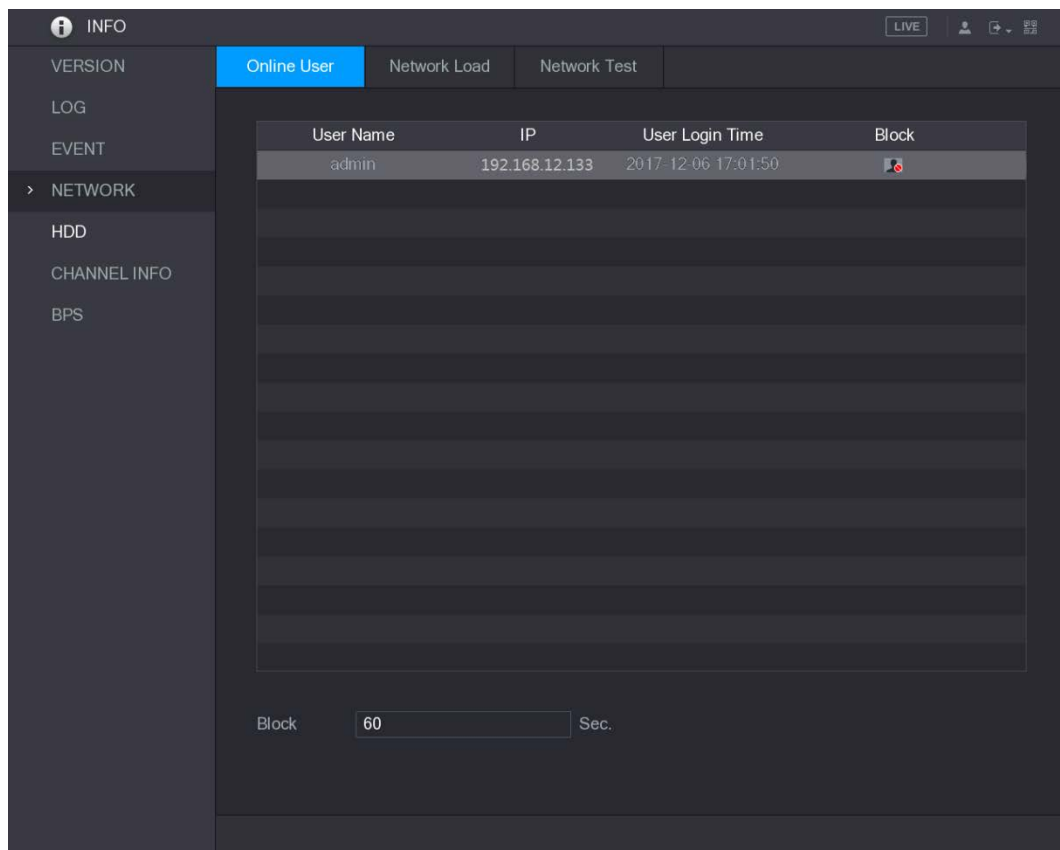 INFO
LIVE
VERSION
Online User Network Load Network Test
LOG
User Name IP User Login Time Block
EVENT
admin 192.168.12.133 2017-12-06 17:01:50
> NETWORK
HDD
CHANNEL INFO
BPS
Block 60 Sec.